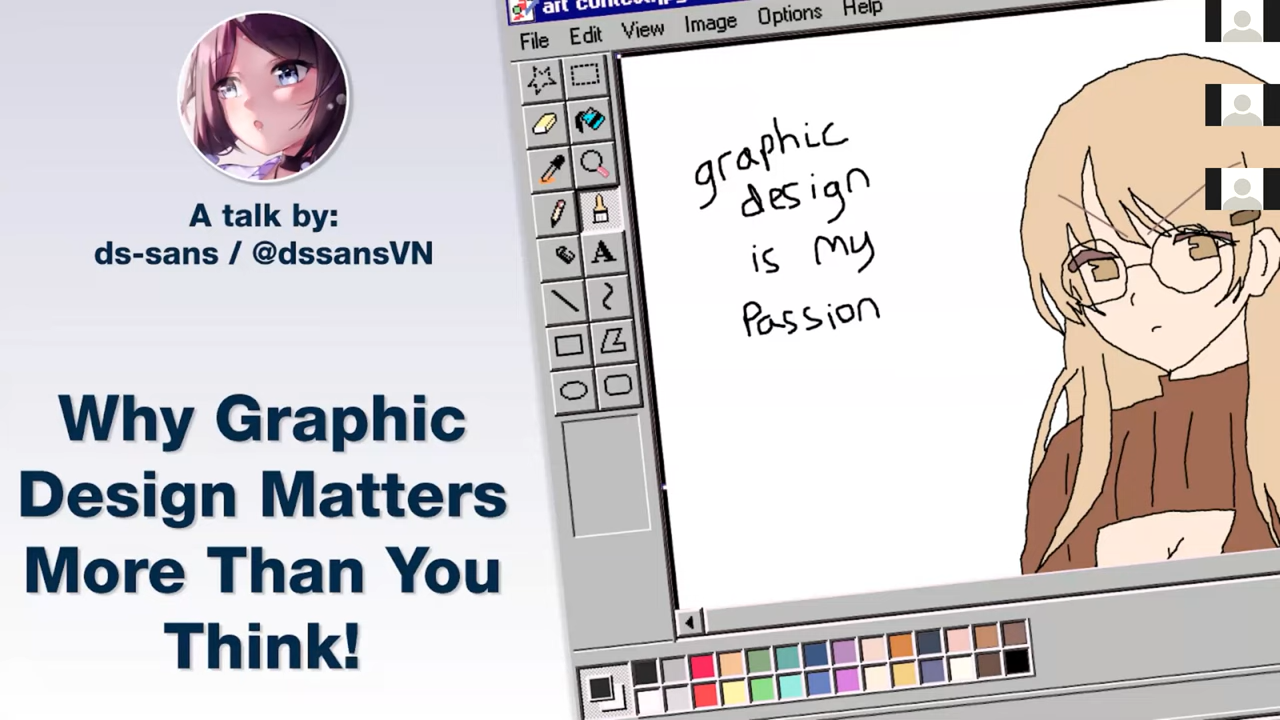 A talk by:
ds-sans / @dssansVN
Why Graphic
Design Matters
More Than You
Think!
File Edit View Image Options Help
graphic
design
is my
Passion